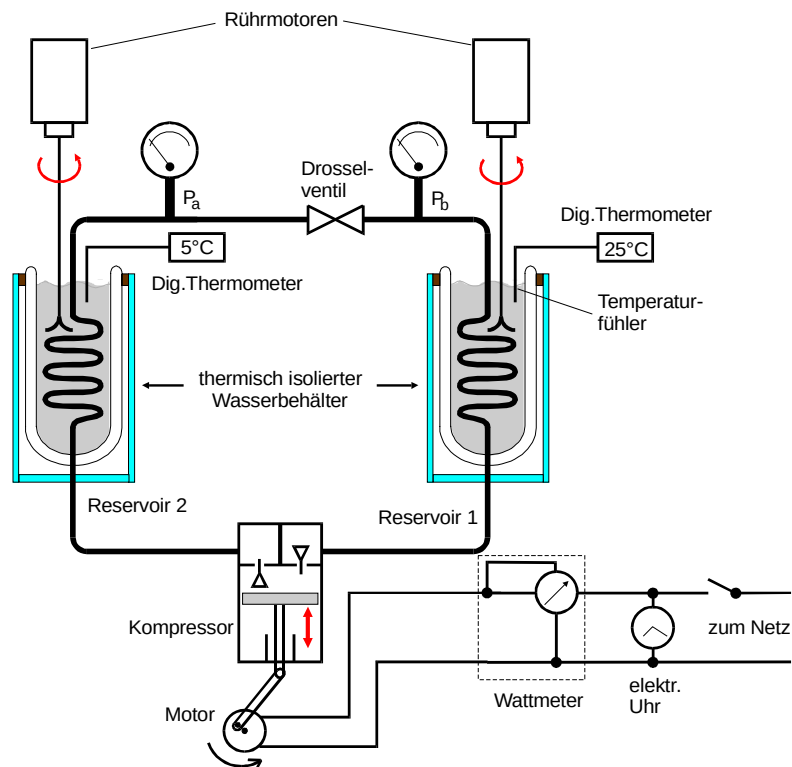 Rührmotoren
Drossel-
ventil
Pa
Pb
Dig.Thermometer
5°C
25°C
Dig.Thermometer
Temperatur-
fühler
thermisch isolierter
Wasserbehälter
Reservoir 2
Reservoir 1
Kompressor
zum Netz
Wattmeter
elektr.
Uhr
Motor